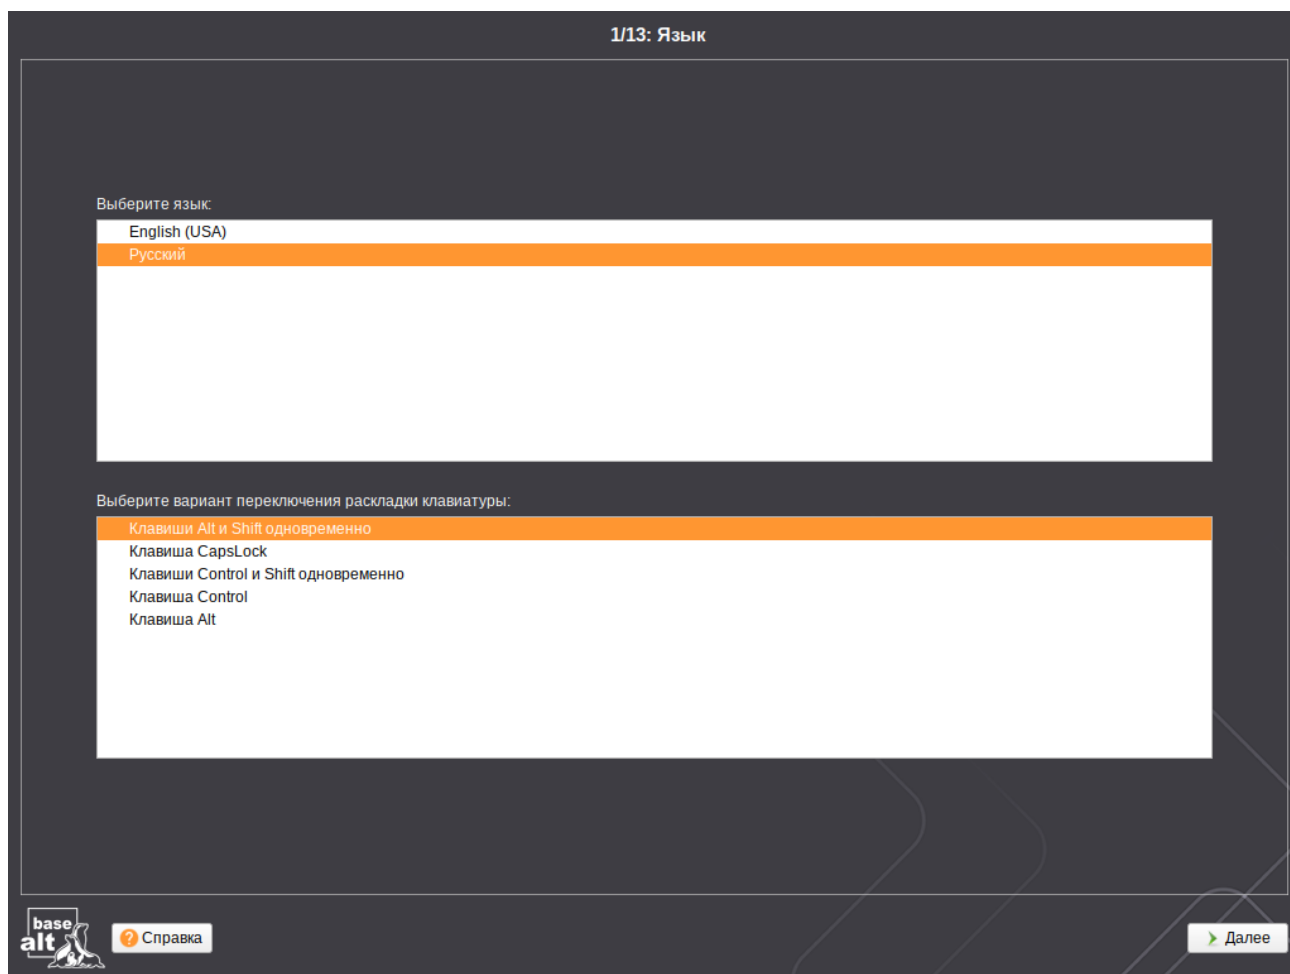 1/13: Язык
Выберите язык:
English (USA)
Русский
Выберите вариант переключения раскладки клавиатуры:
Клавиши Alt и Shift одновременно
Клавиша CapsLock
Клавиши Control и Shift одновременно
Клавиша Control
Клавиша Alt
base
alt
Справка
Далее